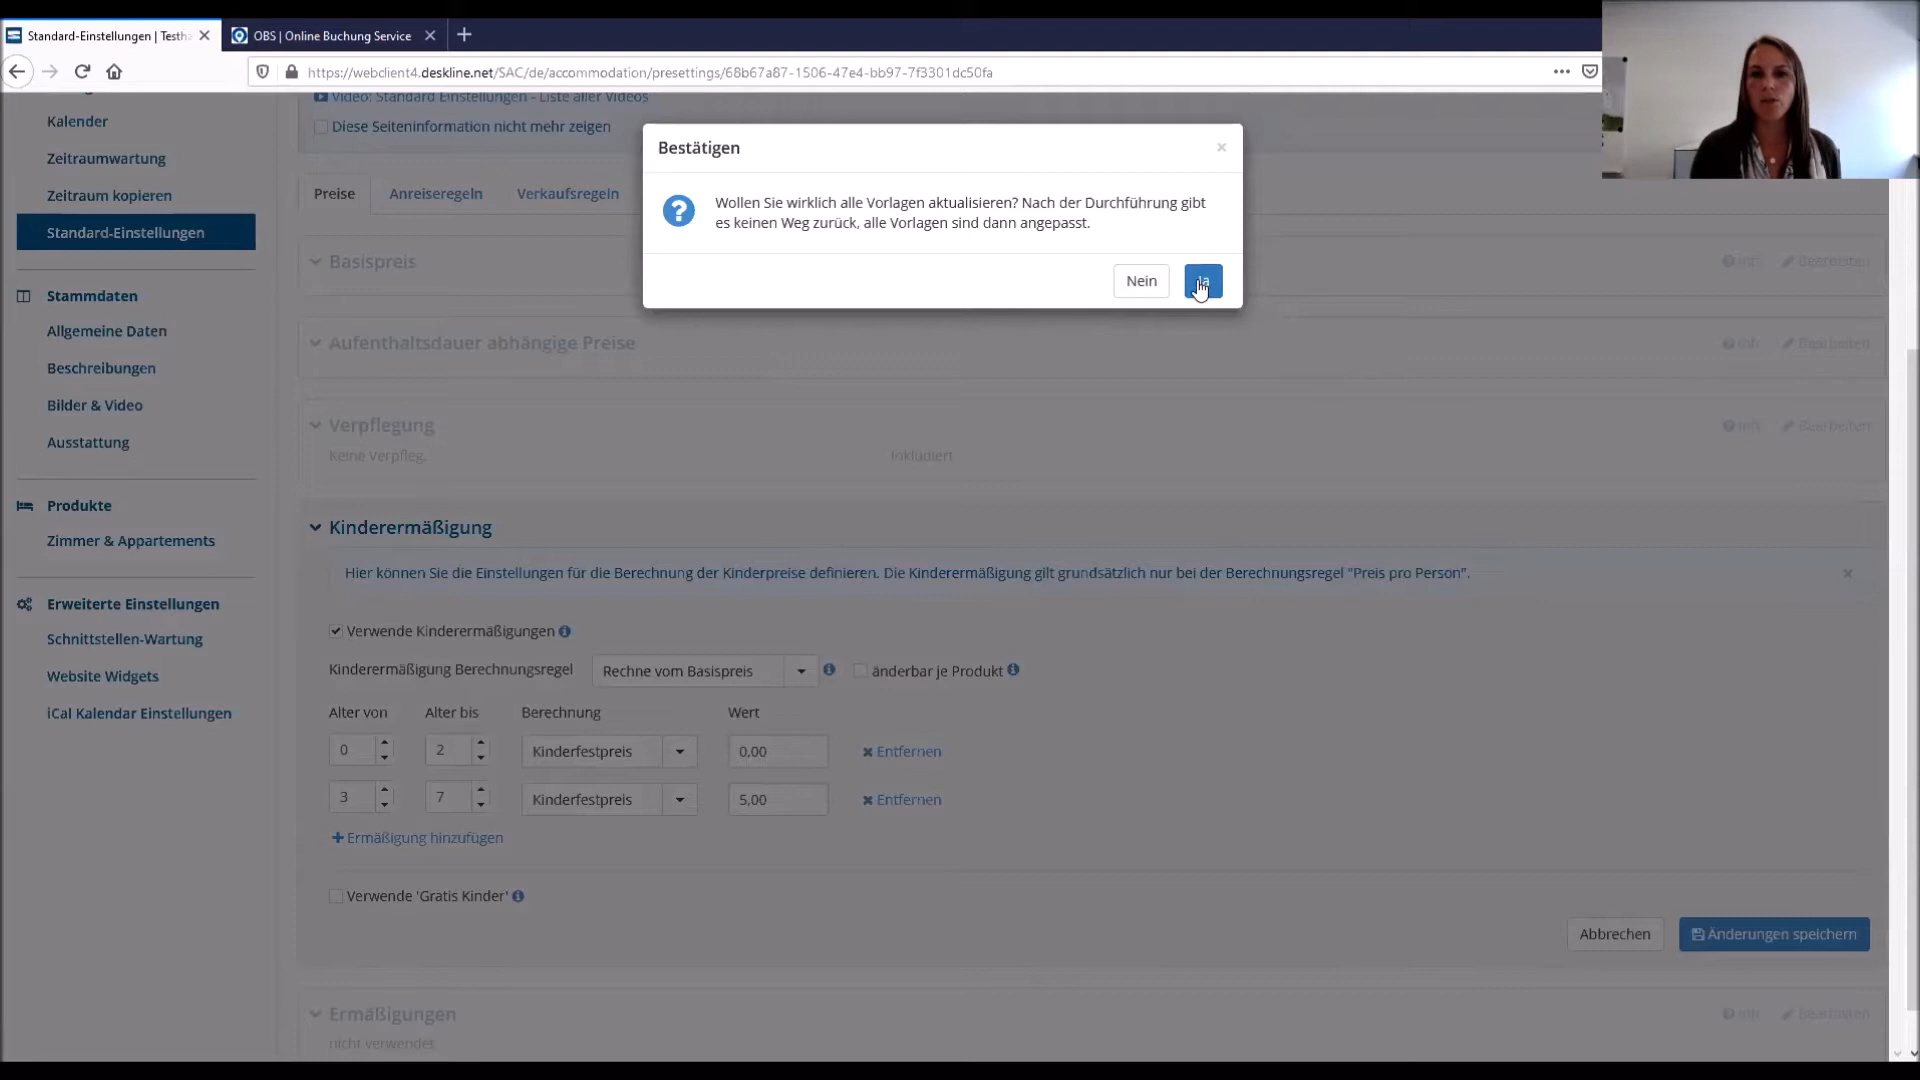 Standard-Einstellungen | Testha
OBS | Online Buchung Service
https://webclient4.deskline.net/SAC/de/accommodation/presettings/68b67a87-1506-47e4-bb97-7f3301dc50fa
Video: Standard Einstellungen - Liste aller Videos
Diese Seiteninformation nicht mehr zeigen
Kalender
Zeitraumwartung
Zeitraum kopieren
Standard-Einstellungen
Stammdaten
Allgemeine Daten
Beschreibungen
Bilder & Video
Ausstattung
Produkte
Zimmer & Appartements
Erweiterte Einstellungen
Schnittstellen-Wartung
Website Widgets
iCal Kalendar Einstellungen
Preise Anreiseregeln Verkaufsregeln
Bestätigen
Wollen Sie wirklich alle Vorlagen aktualisieren? Nach der Durchführung gibt
es keinen Weg zurück, alle Vorlagen sind dann angepasst.
Nein
Basispreis Bearbeiten
Aufenthaltsdauer abhängige Preise Bearbeiten
Verpflegung Bearbeiten
Keine Verpfleg. Inkludiert
Kinderermäßigung
Hier können Sie die Einstellungen für die Berechnung der Kinderpreise definieren. Die Kinderermäßigung gilt grundsätzlich nur bei der Berechnungsregel "Preis pro Person".
Verwende Kinderermäßigungen
Kinderermäßigung Berechnungsregel Rechne vom Basispreis änderbar je Produkt
Alter von Alter bis Berechnung Wert
0 2 Kinderfestpreis 0,00 Entfernen
3 7 Kinderfestpreis 5,00 Entfernen
Ermäßigung hinzufügen
Verwende 'Gratis Kinder'
Abbrechen Änderungen speichern
Ermäßigungen Bearbeiten
nicht verwendet